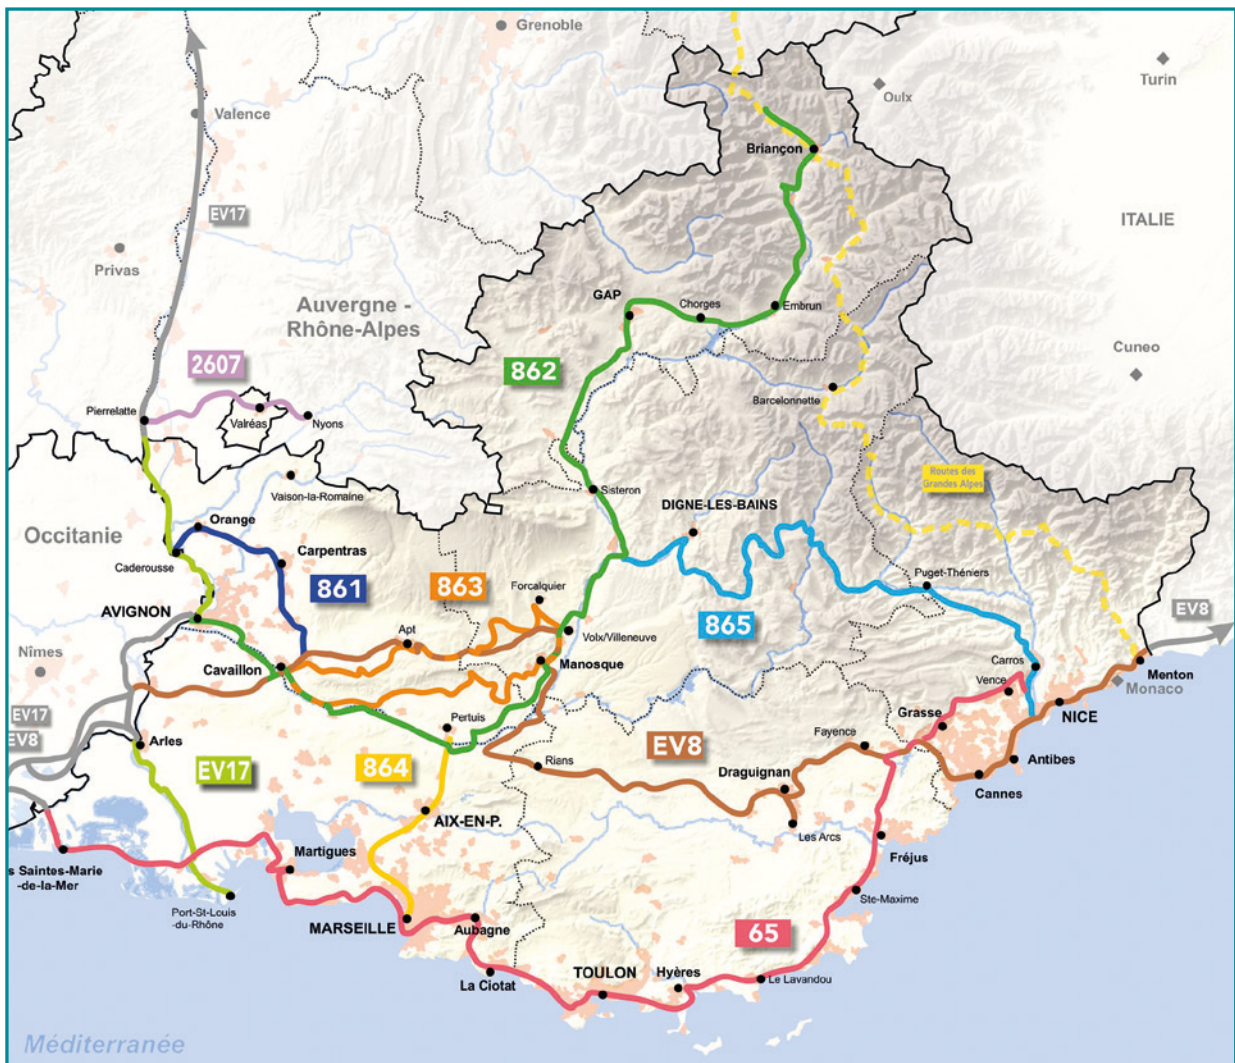 Grenoble
Turin
Oulx
Valence
Briançon
EV17
ITALIE
Privas
Auvergne -
Rhône-Alpes
GAP
Chorges
Embrun
Cuneo
2607
862
Barcelonnette
Pierrelatte
Valréas
Nyons
Routes des
Grandes Alpes
Vaison-la-Romaine
Sisteron
DIGNE-LES-BAINS
Occitanie
Orange
Carpentras
Caderousse
861
863
Forcalquier
Puget-Théniers
AVIGNON
865
EV8
Apt
Volx/Villeneuve
Nîmes
Cavaillon
Manosque
Carros
Menton
Vence
Monaco
EV17
EV8
Arles
Pertuis
Grasse
NICE
EV8
Fayence
864
Rians
EV17
Draguignan
Antibes
Cannes
AIX-EN-P.
Les Arcs
Martigues
Fréjus
s Saintes-Marie
-de-la-Mer
Port-St-Louis
-du-Rhône
MARSEILLE
Aubagne
Ste-Maxime
65
La Ciotat
TOULON
Hyères
Le Lavandou
Méditerranée